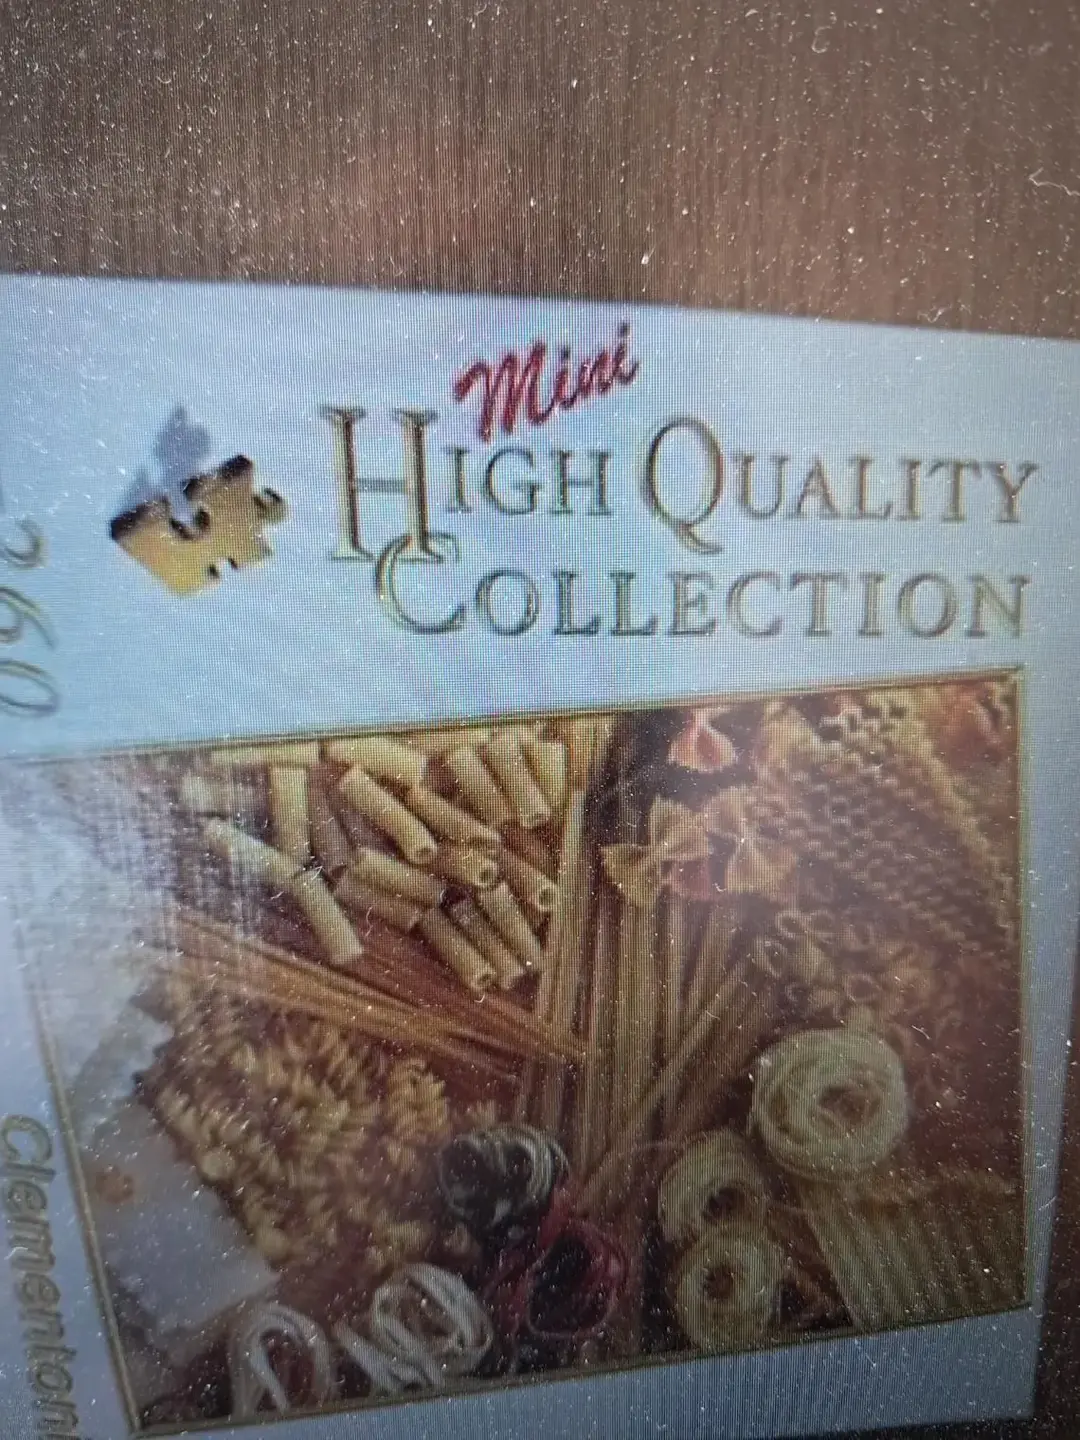 Mini
HIGH QUALITY
COLLECTION
260
Clementoni